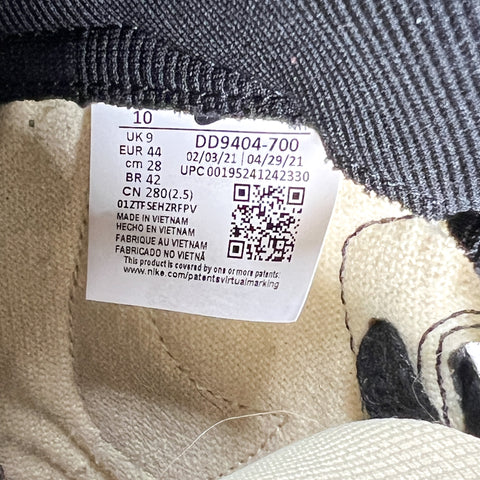 10
UK 9
EUR 44
cm 28
BR 42
CN 280(2.5)
01ZTFSEHZRFPV
DD9404-700
02/03/21 | 04/29/21
UPC 00195241242330
MADE IN VIETNAM
HECHO EN VIETNAM
FABRIQUE AU VIETNAM
FABRICADO NO VIETNÃ
This product is covered by one or more patents:
www.nike.com/patentsvirtualmarking